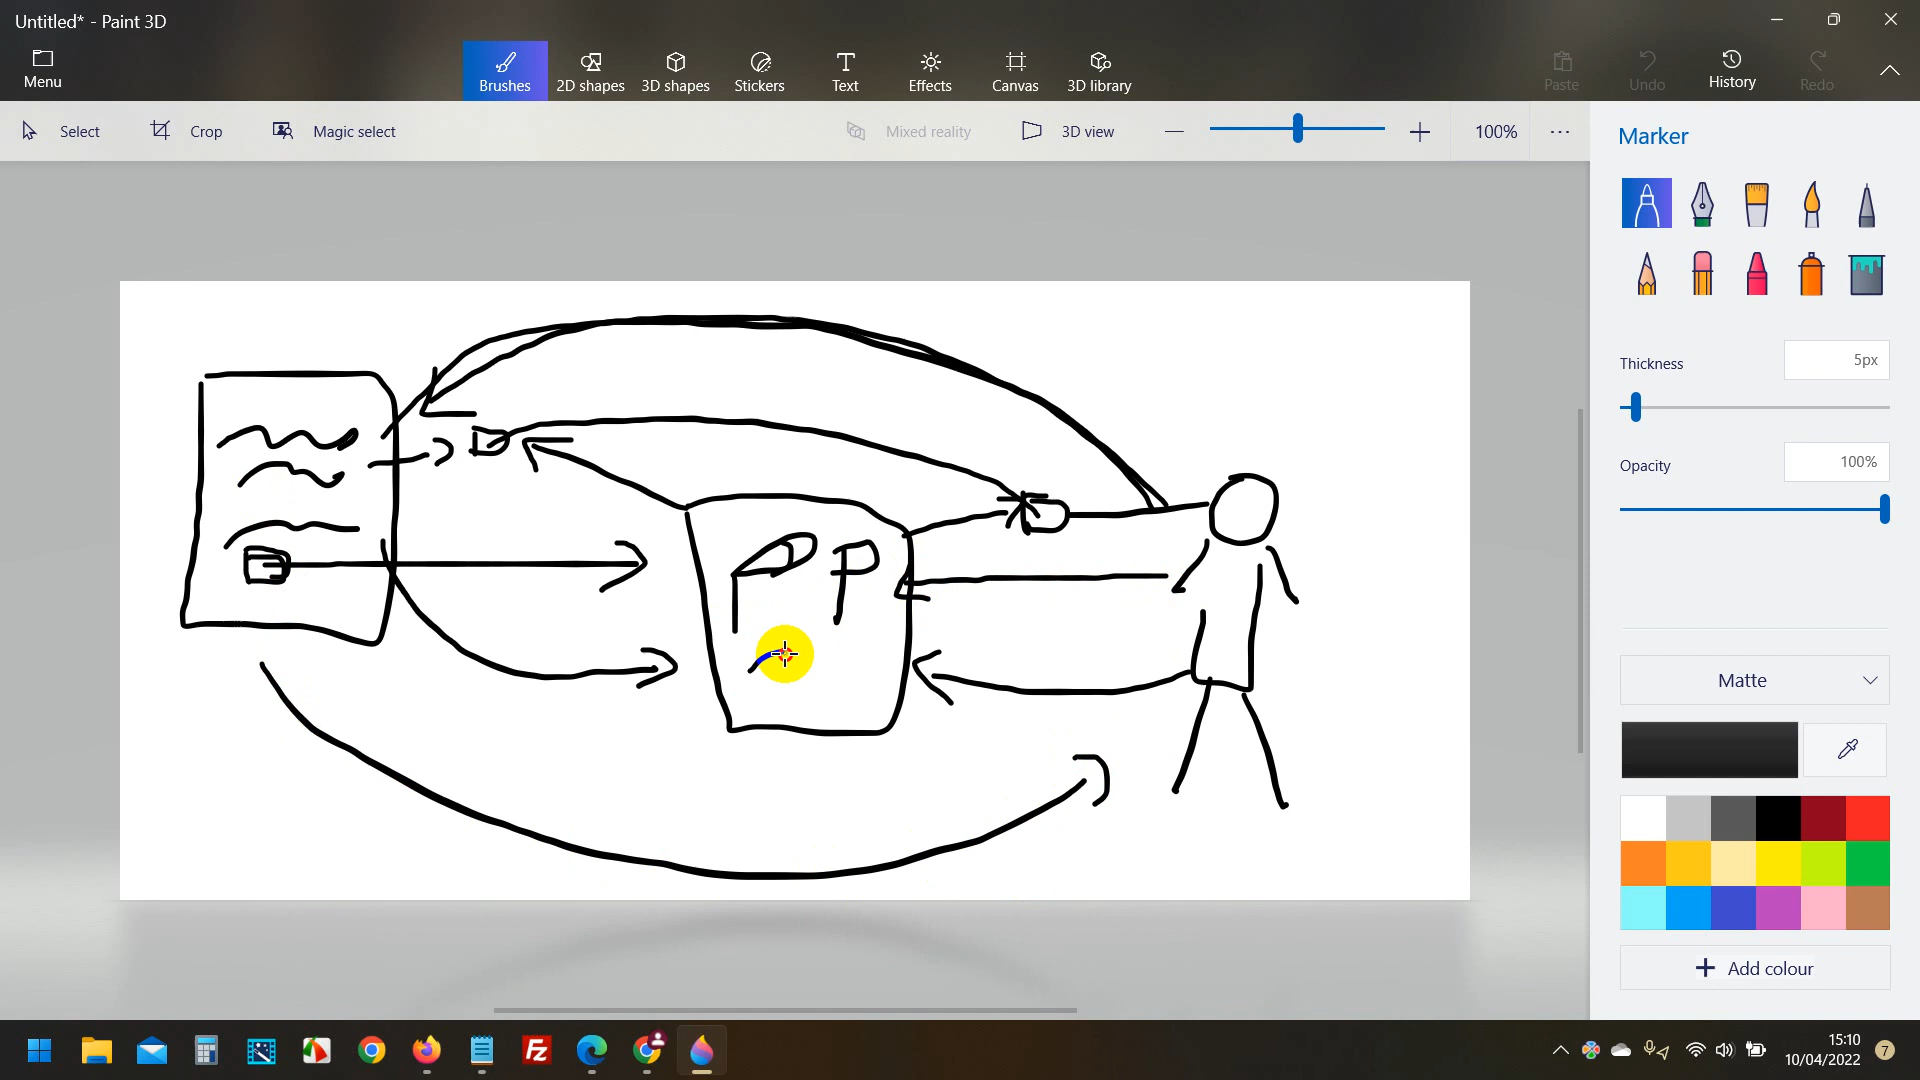 Untitled* - Paint 3D
Menu
Brushes
2D shapes
3D shapes
Stickers
Text
Effects
Canvas
3D library
Paste
Undo
History
Redo
Select
Crop
Magic select
Mixed reality
3D view
100%
Marker
Thickness
5px
Opacity
100%
Matte
Add colour
PP
Fz
15:10
10/04/2022
7